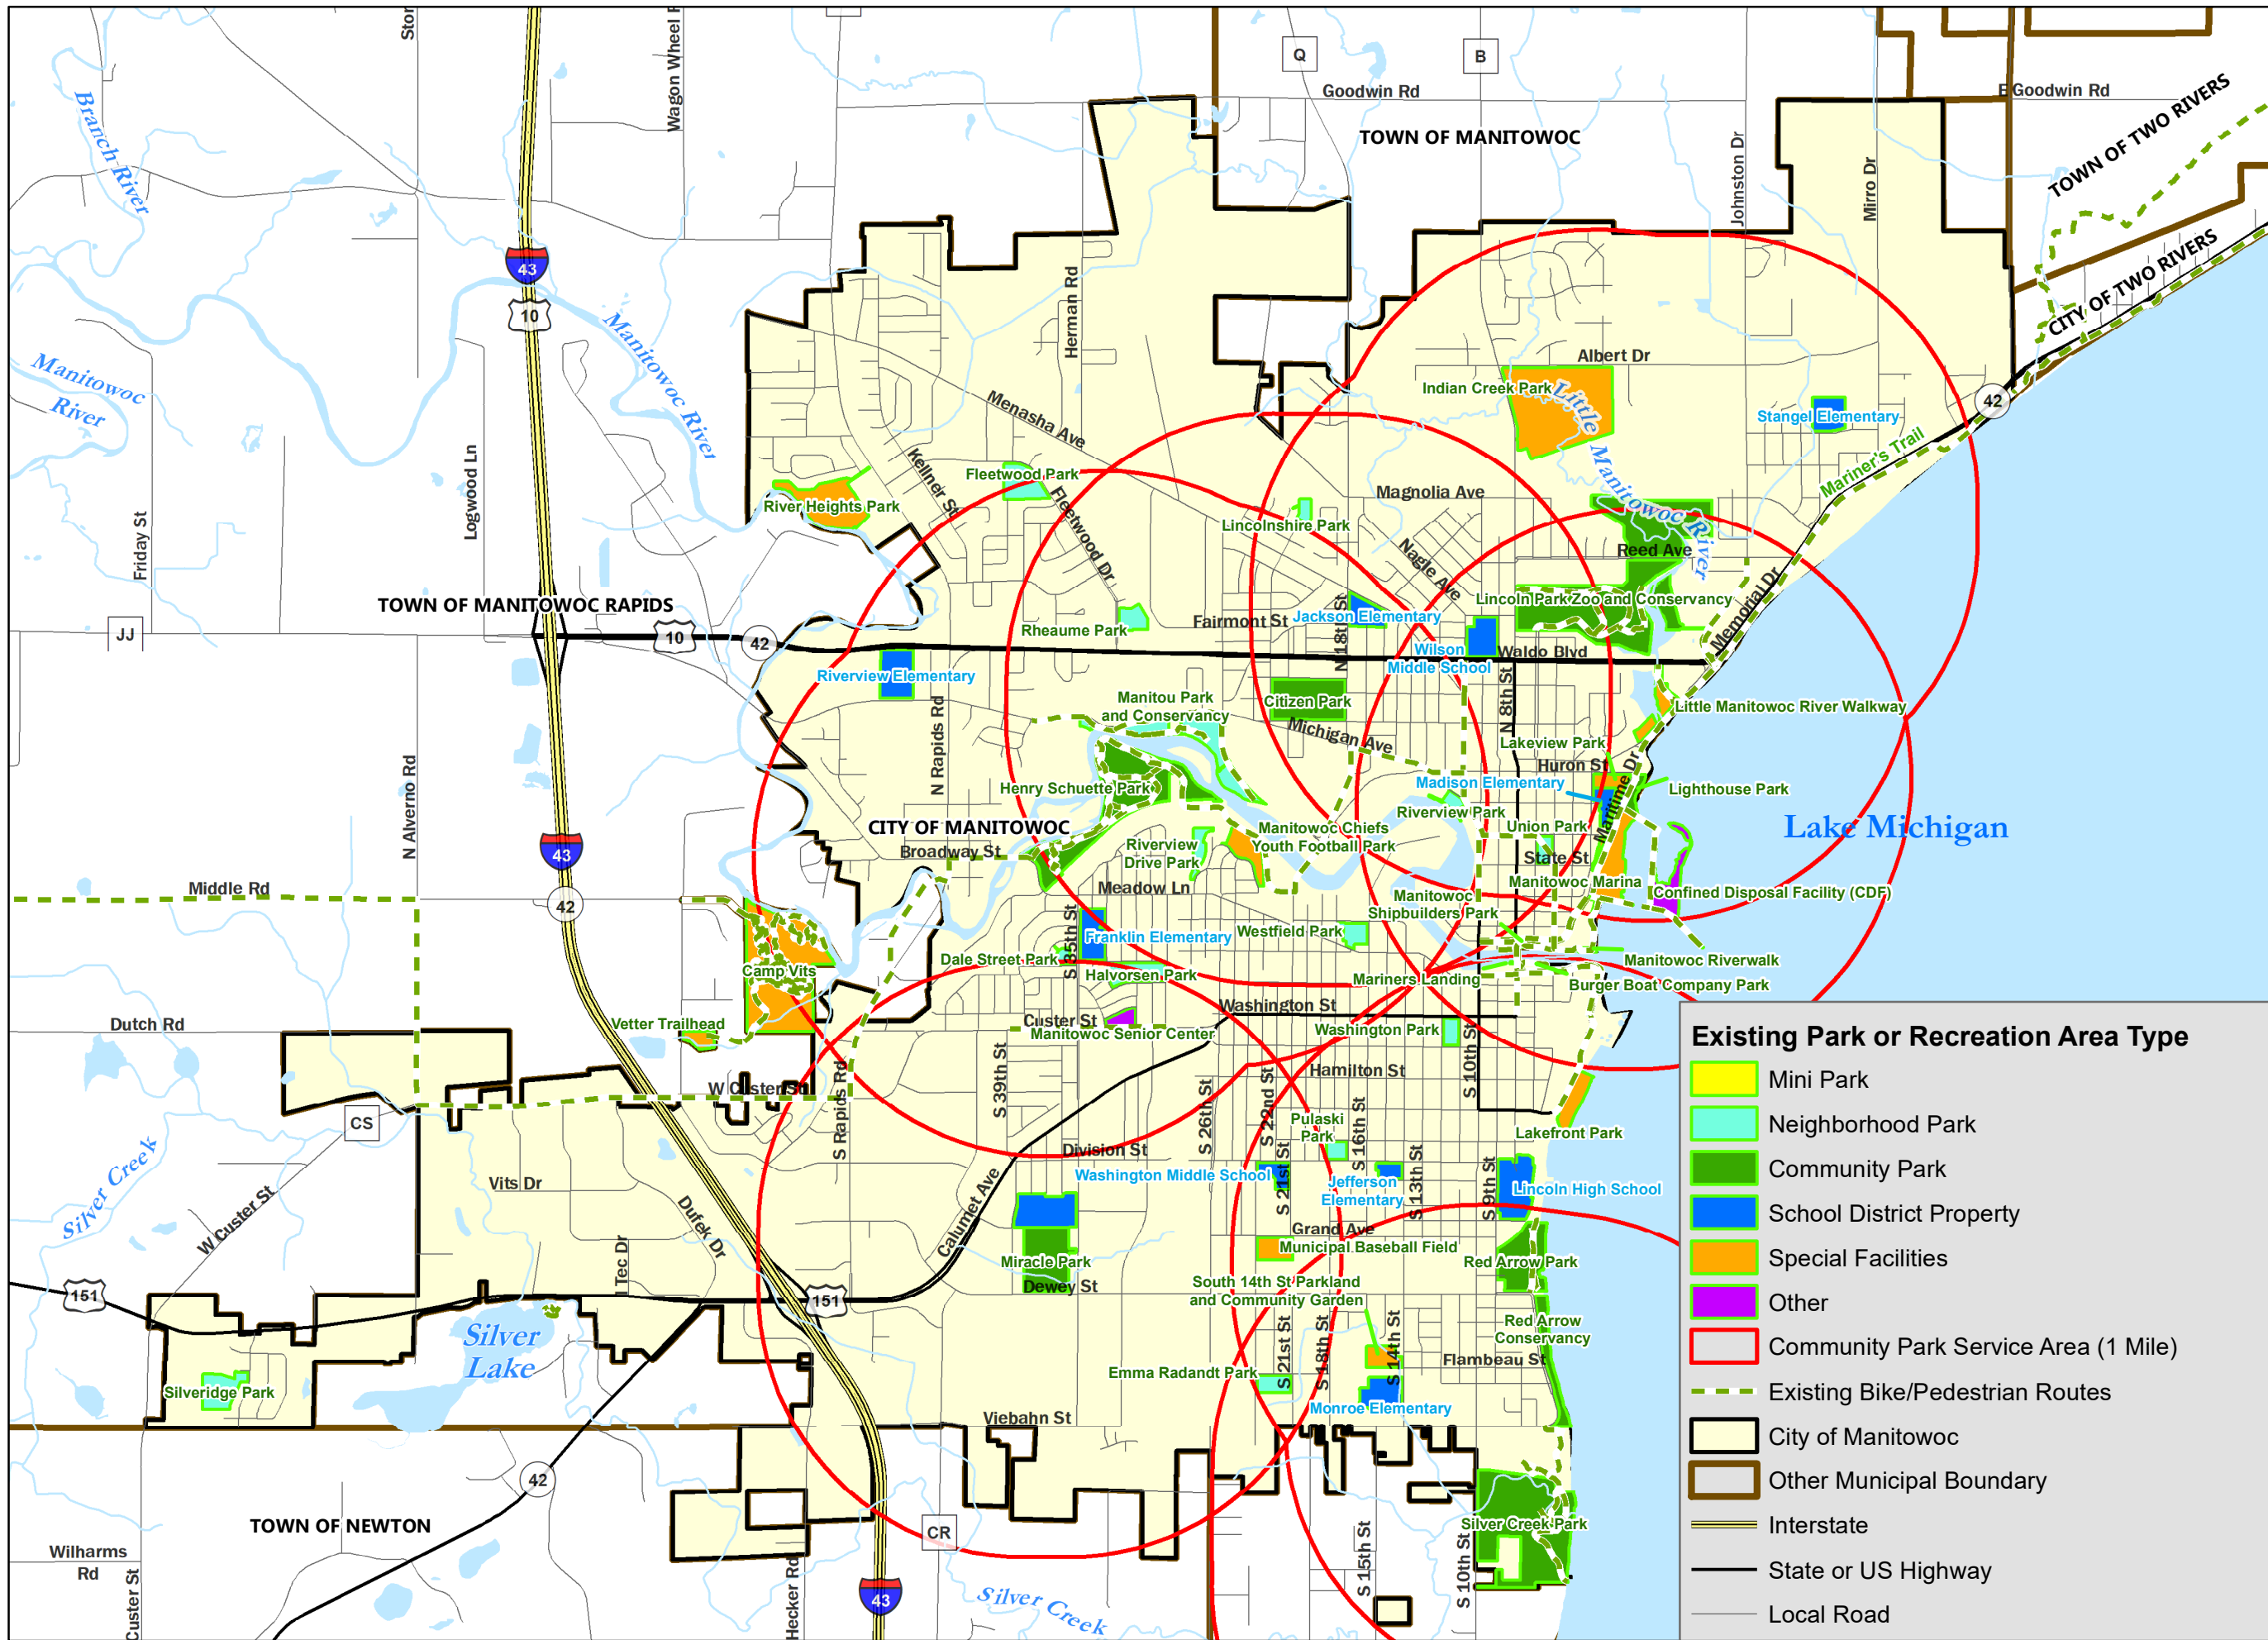 Q
B
Goodwin Rd
E Goodwin Rd
Wagon Wheel R
Stor
Branch River
TOWN OF MANITOWOC
TOWN OF TWO RIVERS
CITY OF TWO RIVERS
Johnston Dr
Mirro Dr
43
10
Manitowoc River
Manitowoc
River
Herman Rd
Menasha Ave
Albert Dr
Indian Creek Park
Little Manitowoc River
Stangel Elementary
42
Mariner's Trail
Logwood Ln
Friday St
Kellner St
Fleetwood Park
Fleetwood Dr
River Heights Park
Magnolia Ave
Lincolnshire Park
Nagle Ave
Reed Ave
TOWN OF MANITOWOC RAPIDS
JJ
10
42
Rheaume Park
Fairmont St
Jackson Elementary
N 18th St
Lincoln Park Zoo and Conservancy
Memorial Dr
Wilson
Middle School
Waldo Blvd
Riverview Elementary
N Rapids Rd
Manitou Park
and Conservancy
Citizen Park
Michigan Ave
N 8th St
Little Manitowoc River Walkway
Lakeview Park
Huron St
Maritime Dr
Henry Schuette Park
Madison Elementary
Lighthouse Park
Riverview Park
N Alverno Rd
43
CITY OF MANITOWOC
Broadway St
Riverview
Drive Park
Manitowoc Chiefs
Youth Football Park
Union Park
State St
Lake Michigan
Middle Rd
42
Meadow Ln
Manitowoc
Shipbuilders Park
Manitowoc Marina
Confined Disposal Facility (CDF)
S 35th St
Franklin Elementary
Westfield Park
Camp Vits
Dale Street Park
Halvorsen Park
Mariners Landing
Manitowoc Riverwalk
Burger Boat Company Park
Dutch Rd
Vetter Trailhead
Washington St
Custer St
Manitowoc Senior Center
Washington Park
S 10th St
W Custer St
S Rapids Rd
S 39th St
Hamilton St
CS
S 26th St
S 22nd St
Pulaski
Park
S 16th St
Lakefront Park
Silver Creek
Division St
Vits Dr
W Custer St
Washington Middle School
S 21st St
Jefferson
Elementary
S 13th St
S 9th St
Lincoln High School
Dufek Dr
Calumet Ave
I Tec Dr
Grand Ave
Municipal Baseball Field
Miracle Park
Dewey St
Red Arrow Park
151
151
South 14th St Parkland
and Community Garden
Silver
Lake
Red Arrow
Conservancy
S 21st St
S 18th St
S 14th St
Flambeau St
Silveridge Park
Emma Radandt Park
Monroe Elementary
Viebahn St
42
TOWN OF NEWTON
CR
Silver Creek Park
Wilharms
Rd
Custer St
Hecker Rd
43
Silver Creek
S 15th St
S 10th St
Existing Park or Recreation Area Type
Mini Park
Neighborhood Park
Community Park
School District Property
Special Facilities
Other
Community Park Service Area (1 Mile)
Existing Bike/Pedestrian Routes
City of Manitowoc
Other Municipal Boundary
Interstate
State or US Highway
Local Road